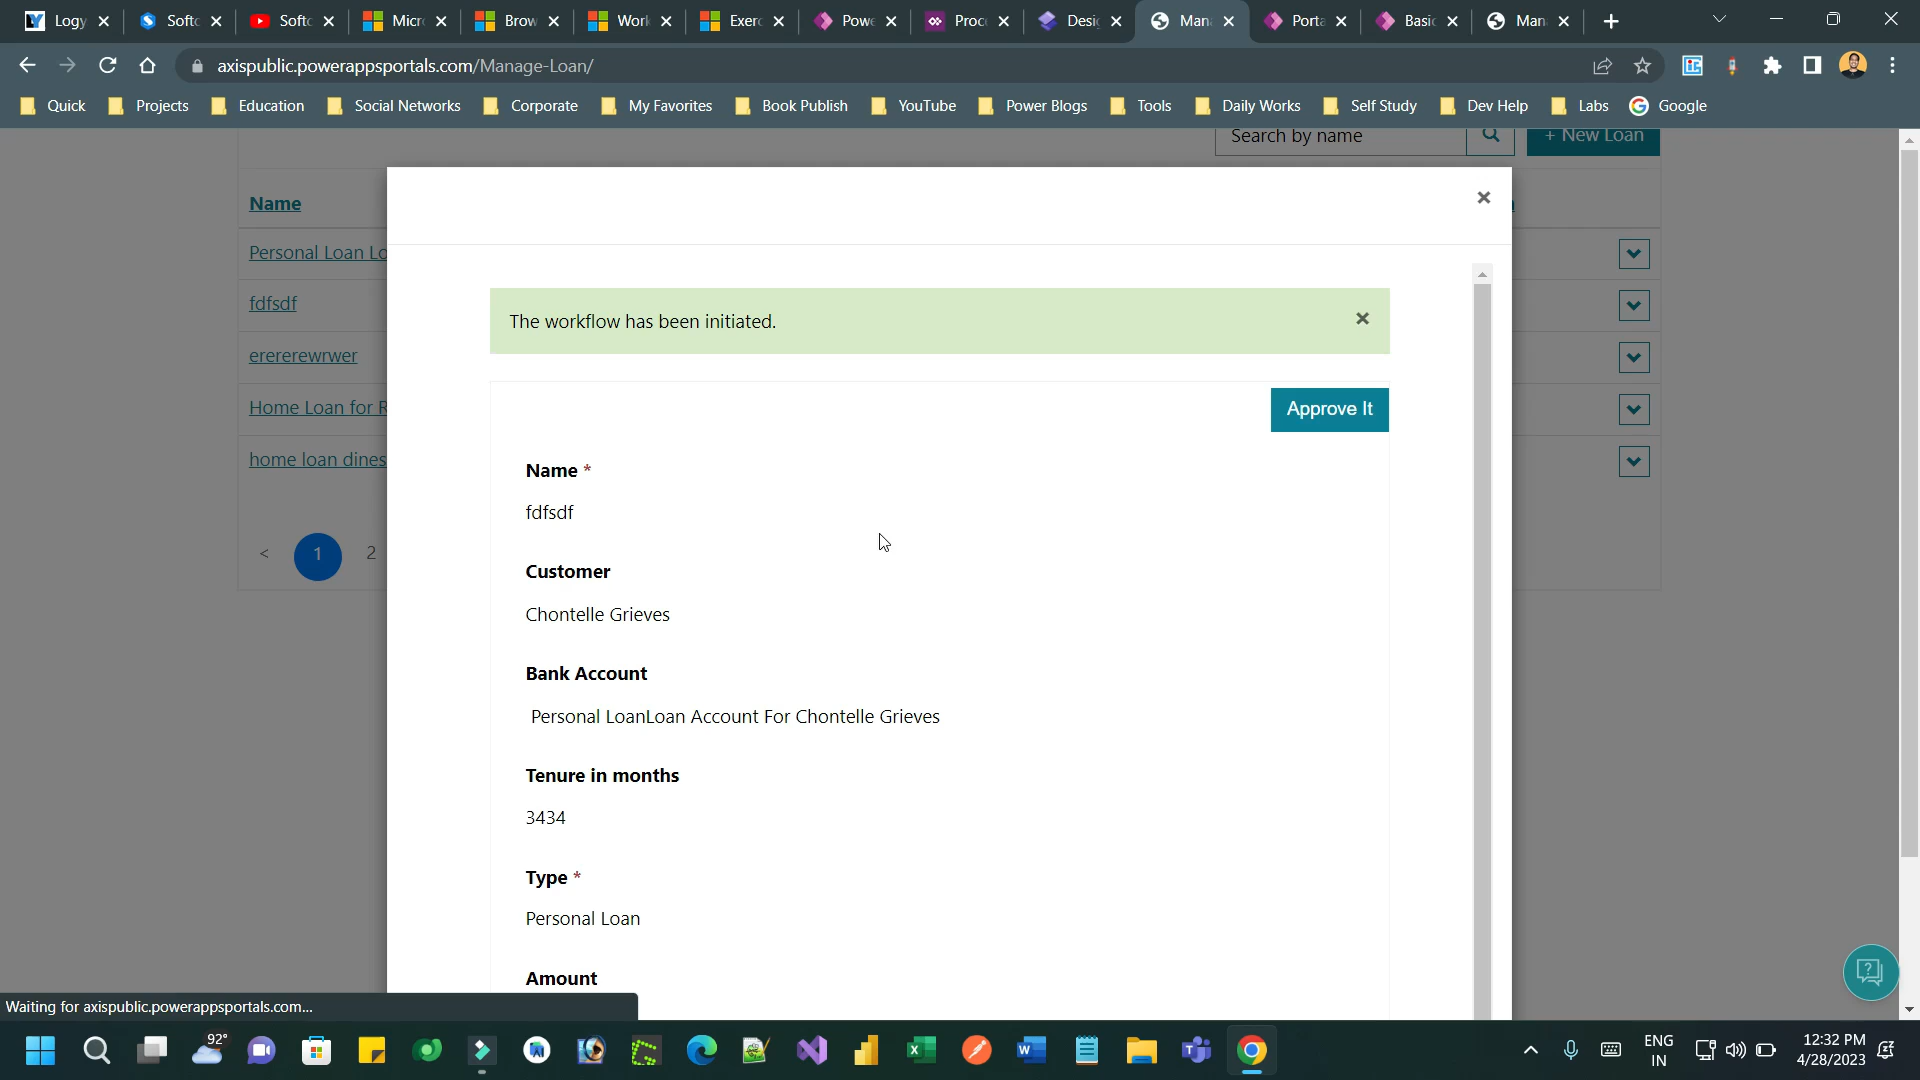 Logy
Softc
Softc
Micr
Brow
Work
Exerc
Powe
Proc
Desig
Mana
Porta
Basic
Man
axispublic.powerappsportals.com/Manage-Loan/
Quick
Projects
Education
Social Networks
Corporate
My Favorites
Book Publish
YouTube
Power Blogs
Tools
Daily Works
Self Study
Dev Help
Labs
Google
Search by name
+ New Loan
Name
Personal Loan Lo
fdfsdf
erererewrwer
Home Loan for R
home loan dines
< 1 2
The workflow has been initiated.
Approve It
Name *
fdfsdf
Customer
Chontelle Grieves
Bank Account
Personal LoanLoan Account For Chontelle Grieves
Tenure in months
3434
Type *
Personal Loan
Amount
Waiting for axispublic.powerappsportals.com...
92°
ENG
IN
12:32 PM
4/28/2023